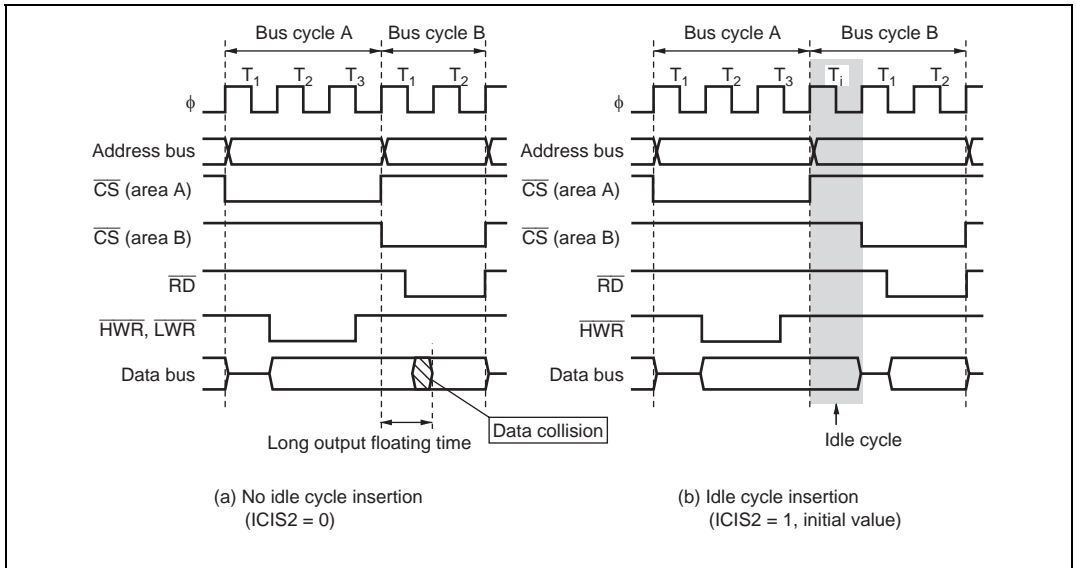 Bus cycle A
Bus cycle B
T1 T2 T3 T1 T2
ϕ
Address bus
CS (area A)
CS (area B)
RD
HWR, LWR
Data bus
Long output floating time
Data collision
(a) No idle cycle insertion
(ICIS2 = 0)
Bus cycle A
Bus cycle B
T1 T2 T3 Ti T1 T2
ϕ
Address bus
CS (area A)
CS (area B)
RD
HWR
Data bus
Idle cycle
(b) Idle cycle insertion
(ICIS2 = 1, initial value)